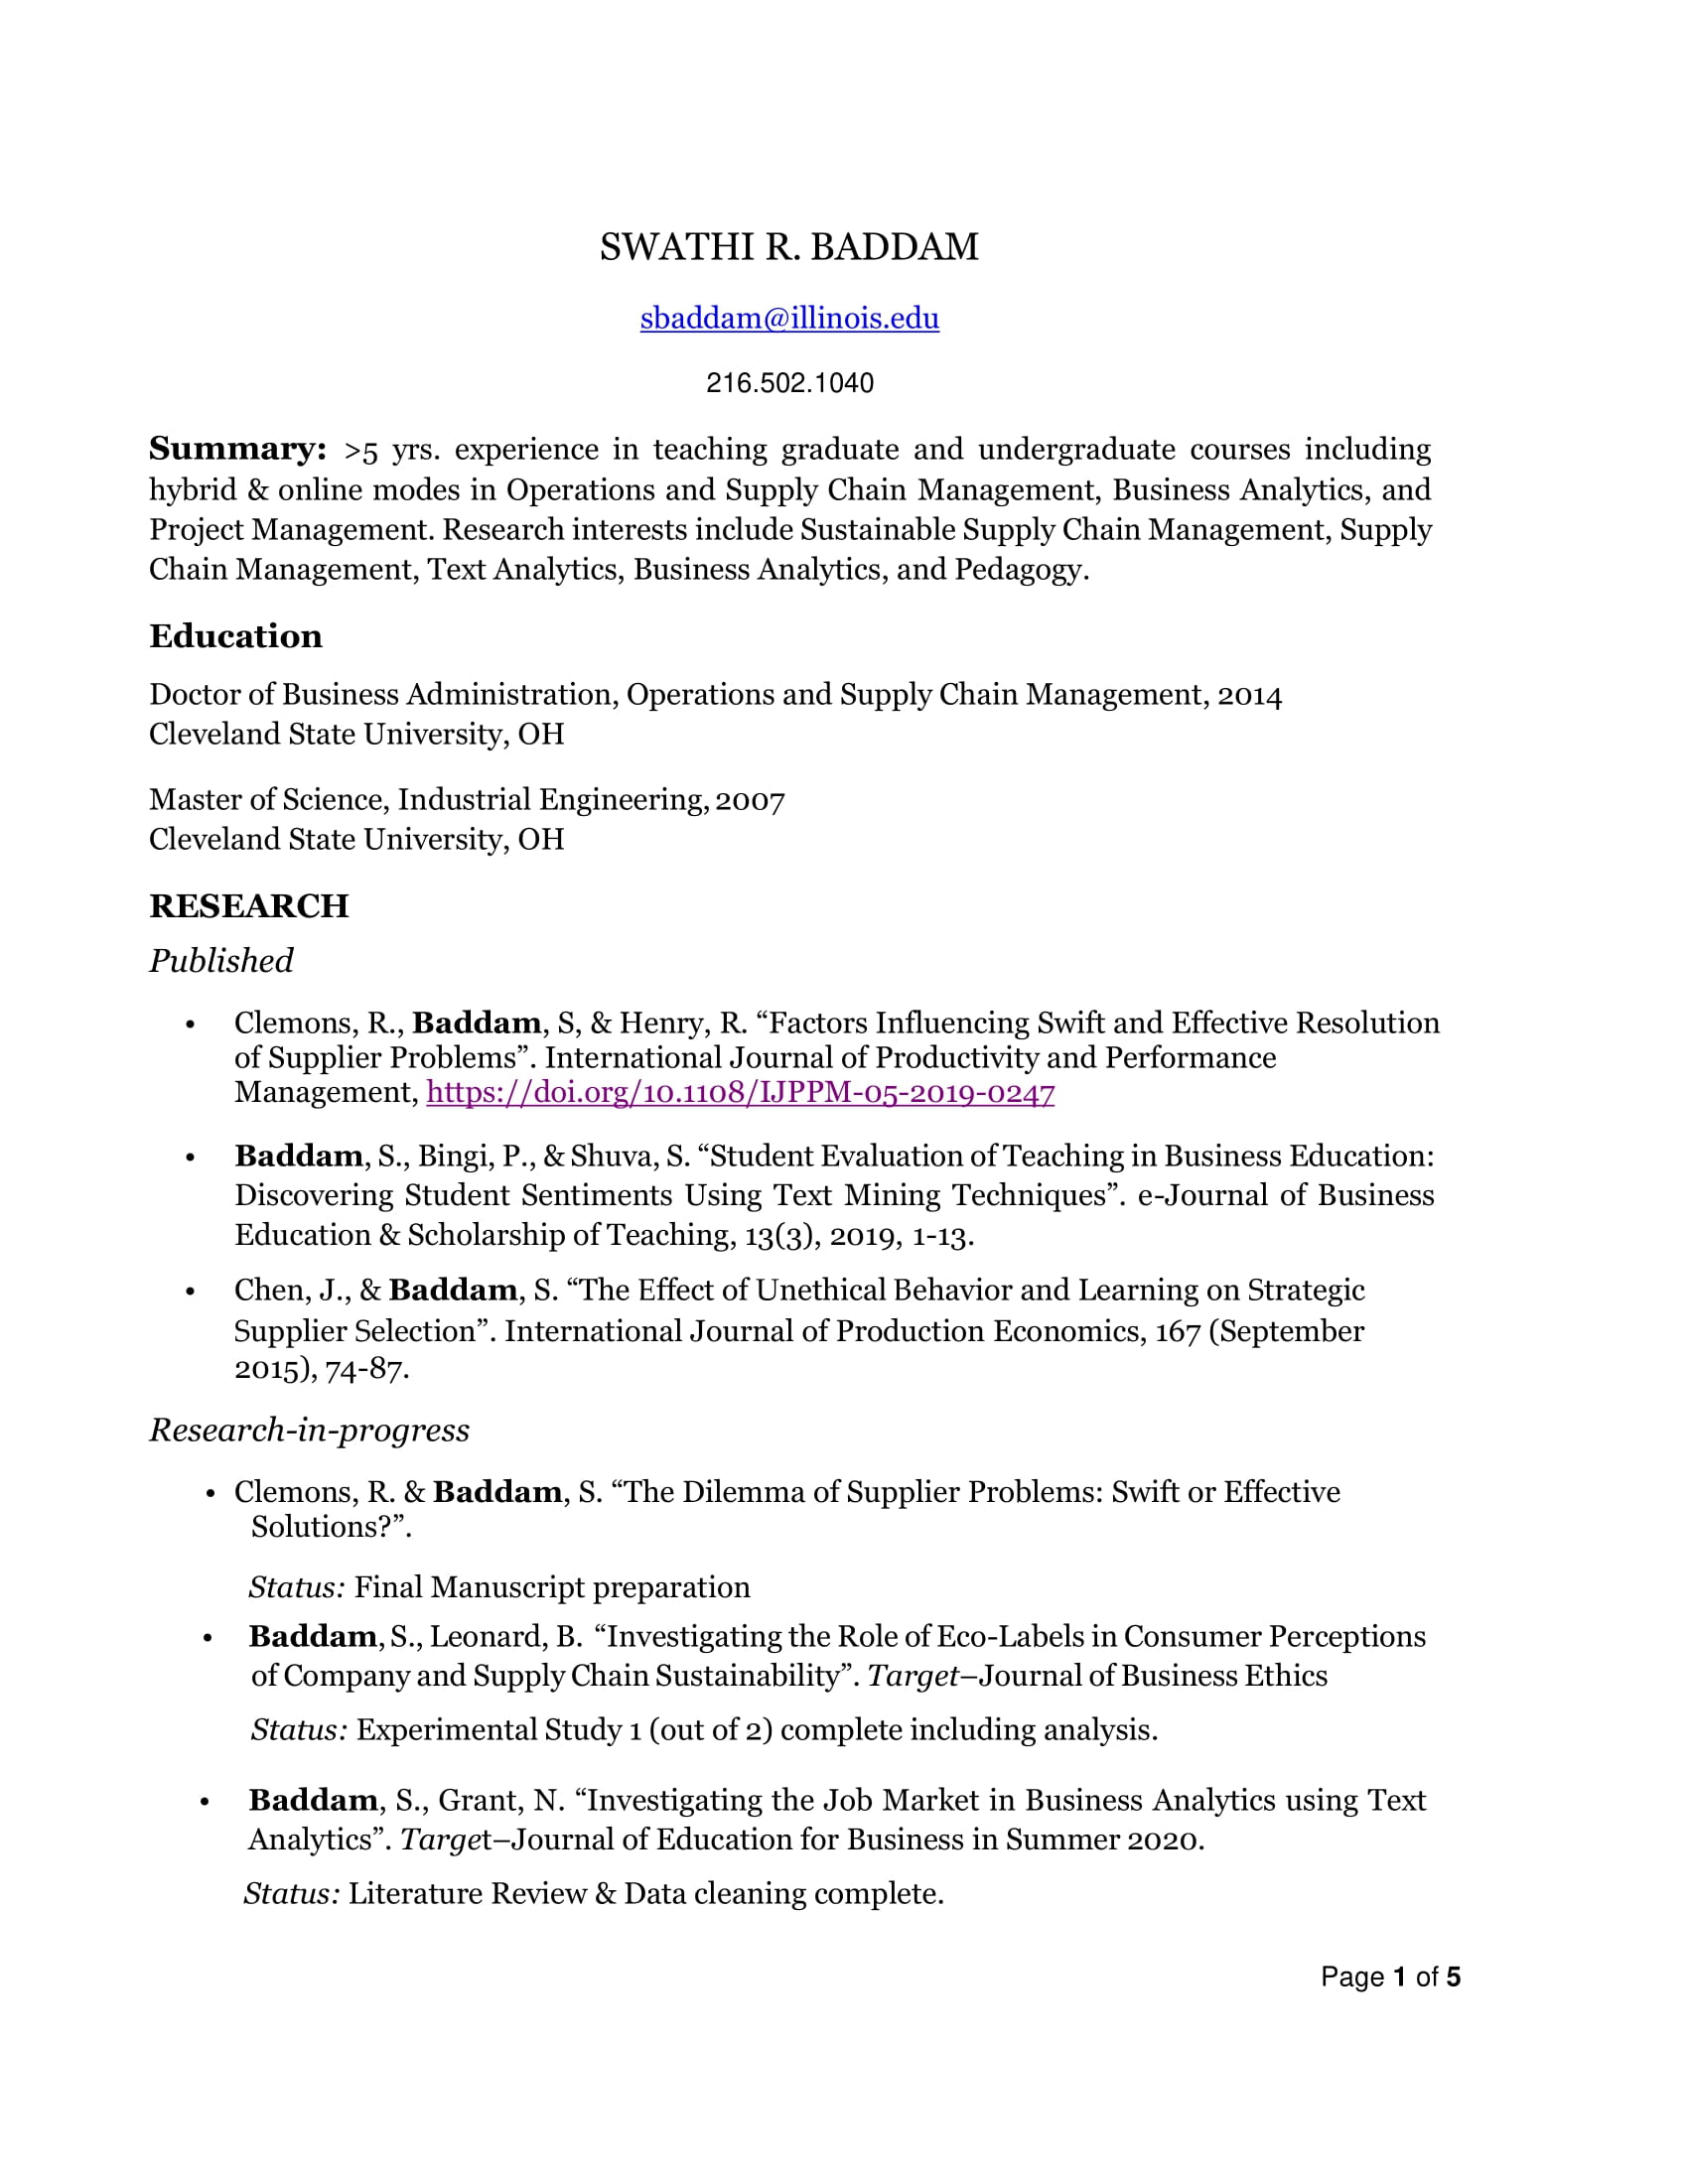 SWATHI R. BADDAM
sbaddam@illinois.edu
216.502.1040
Summary: >5 yrs. experience in teaching graduate and undergraduate courses including
hybrid & online modes in Operations and Supply Chain Management, Business Analytics, and
Project Management. Research interests include Sustainable Supply Chain Management, Supply
Chain Management, Text Analytics, Business Analytics, and Pedagogy.
Education
Doctor of Business Administration, Operations and Supply Chain Management, 2014
Cleveland State University, OH
Master of Science, Industrial Engineering, 2007
Cleveland State University, OH
RESEARCH
Published
• Clemons, R., Baddam, S, & Henry, R. “Factors Influencing Swift and Effective Resolution
of Supplier Problems”. International Journal of Productivity and Performance
Management, https://doi.org/10.1108/IJPPM-05-2019-0247
• Baddam, S., Bingi, P., & Shuva, S. “Student Evaluation of Teaching in Business Education:
Discovering Student Sentiments Using Text Mining Techniques”. e-Journal of Business
Education & Scholarship of Teaching, 13(3), 2019, 1-13.
• Chen, J., & Baddam, S. “The Effect of Unethical Behavior and Learning on Strategic
Supplier Selection”. International Journal of Production Economics, 167 (September
2015), 74-87.
Research-in-progress
• Clemons, R. & Baddam, S. “The Dilemma of Supplier Problems: Swift or Effective
Solutions?”.
Status: Final Manuscript preparation
• Baddam, S., Leonard, B. “Investigating the Role of Eco-Labels in Consumer Perceptions
of Company and Supply Chain Sustainability”. Target–Journal of Business Ethics
Status: Experimental Study 1 (out of 2) complete including analysis.
• Baddam, S., Grant, N. “Investigating the Job Market in Business Analytics using Text
Analytics”. Target–Journal of Education for Business in Summer 2020.
Status: Literature Review & Data cleaning complete.
Page 1 of 5